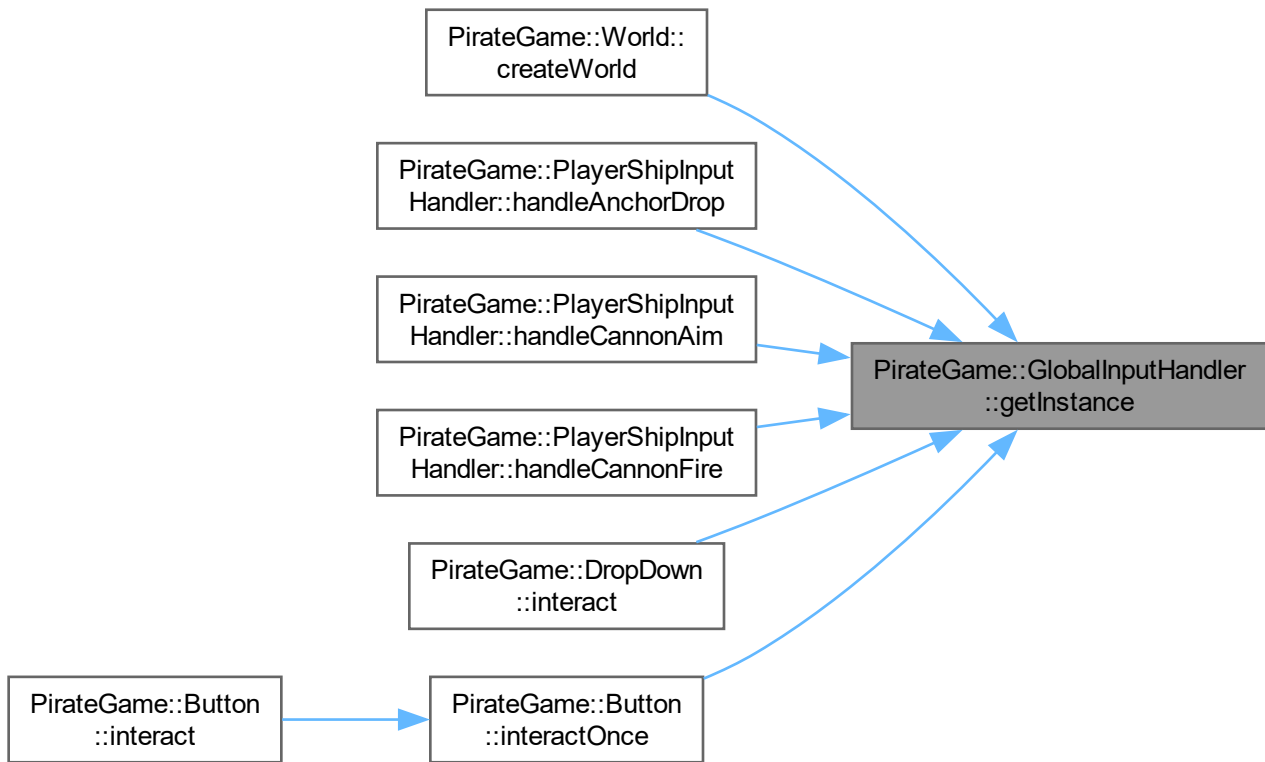 PirateGame::World::
createWorld
PirateGame::PlayerShipInput
Handler::handleAnchorDrop
PirateGame::PlayerShipInput
Handler::handleCannonAim
PirateGame::GlobalInputHandler
::getInstance
PirateGame::PlayerShipInput
Handler::handleCannonFire
PirateGame::DropDown
::interact
PirateGame::Button
::interact
PirateGame::Button
::interactOnce